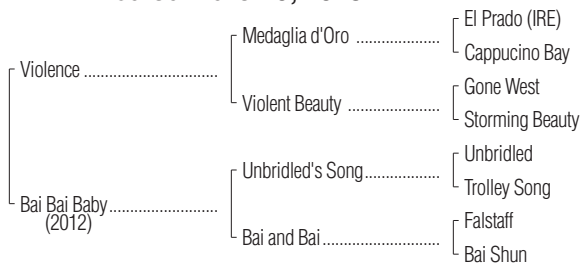 El Prado (IRE)
Medaglia d'Oro ....................
Cappucino Bay
Violence ................................
Gone West
Violent Beauty ......................
Storming Beauty
Unbridled
Unbridled's Song..................
Trolley Song
Bai Bai Baby..........................
(2012)
Falstaff
Bai and Bai............................
Bai Shun